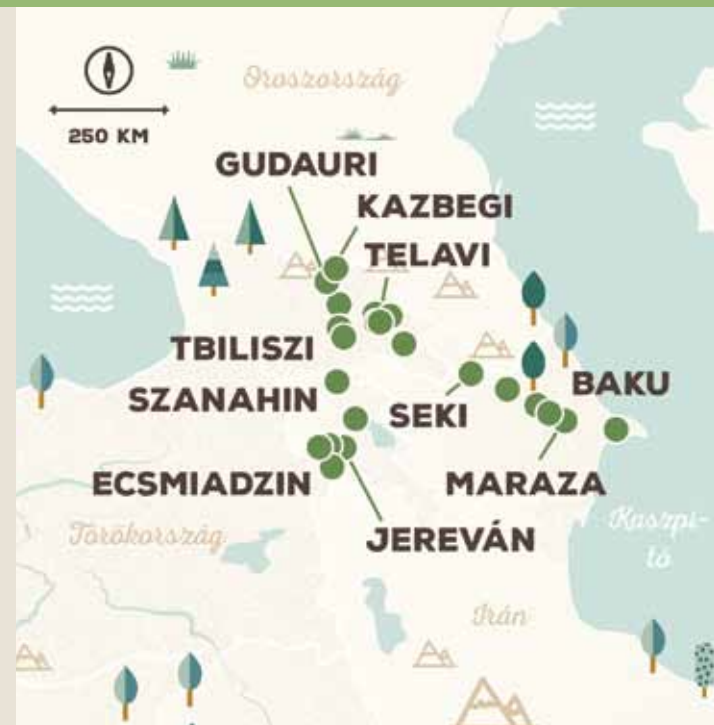 Oroszország
250 KM
GUDAURI
KAZBEGI
TELAVI
TBILISZI
SZANAHIN
SEKI
BAKU
ECSMIADZIN
MARAZA
JEREVÁN
Törökország
Kaszpi-
tó
Irán